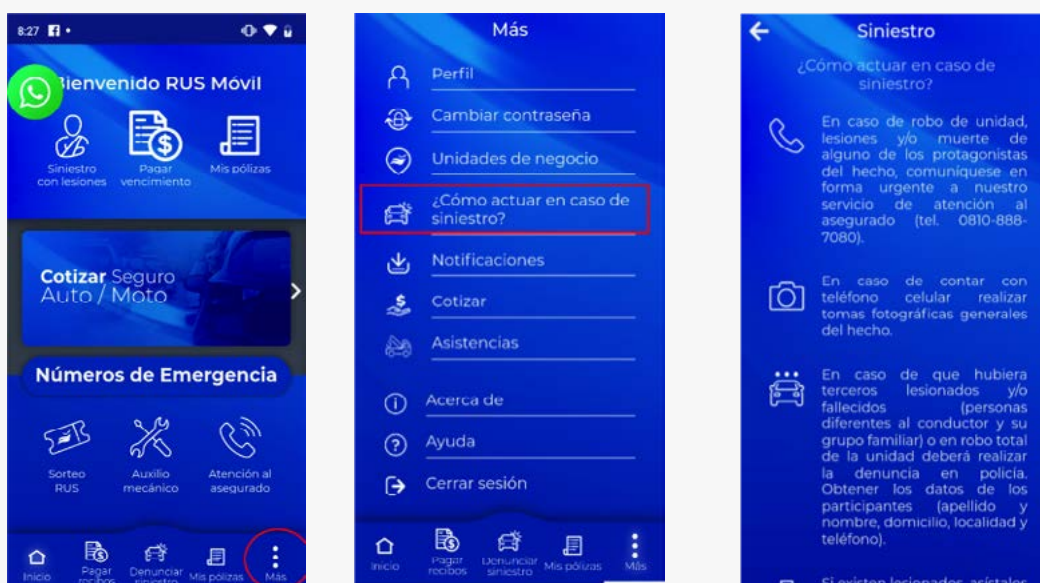 8:27
Bienvenido RUS Móvil
Siniestro
con lesiones
Pagar
vencimiento
Mis pólizas
Cotizar Seguro
Auto / Moto
Números de Emergencia
Sorteo
RUS
Auxilio
mecánico
Atención al
asegurado
Inicio
Pagar
recibos
Denunciar
siniestro
Mis pólizas
Más
Más
Perfil
Cambiar contraseña
Unidades de negocio
¿Cómo actuar en caso de
siniestro?
Notificaciones
Cotizar
Asistencias
Acerca de
Ayuda
Cerrar sesión
Inicio
Pagar
recibos
Denunciar
siniestro
Mis pólizas
Más
Siniestro
¿Cómo actuar en caso de
siniestro?
En caso de robo de unidad,
lesiones y/o muerte de
alguno de los protagonistas
del hecho, comuníquese en
forma urgente a nuestro
servicio de atención al
asegurado (tel. 0810-888-
7080).
En caso de contar con
teléfono celular realizar
tomas fotográficas generales
del hecho.
En caso de que hubiera
terceros lesionados y/o
fallecidos (personas
diferentes al conductor y su
grupo familiar) o en robo total
de la unidad deberá realizar
la denuncia en policía.
Obtener los datos de los
participantes (apellido y
nombre, domicilio, localidad y
teléfono).
Si existen lesionados, asístales